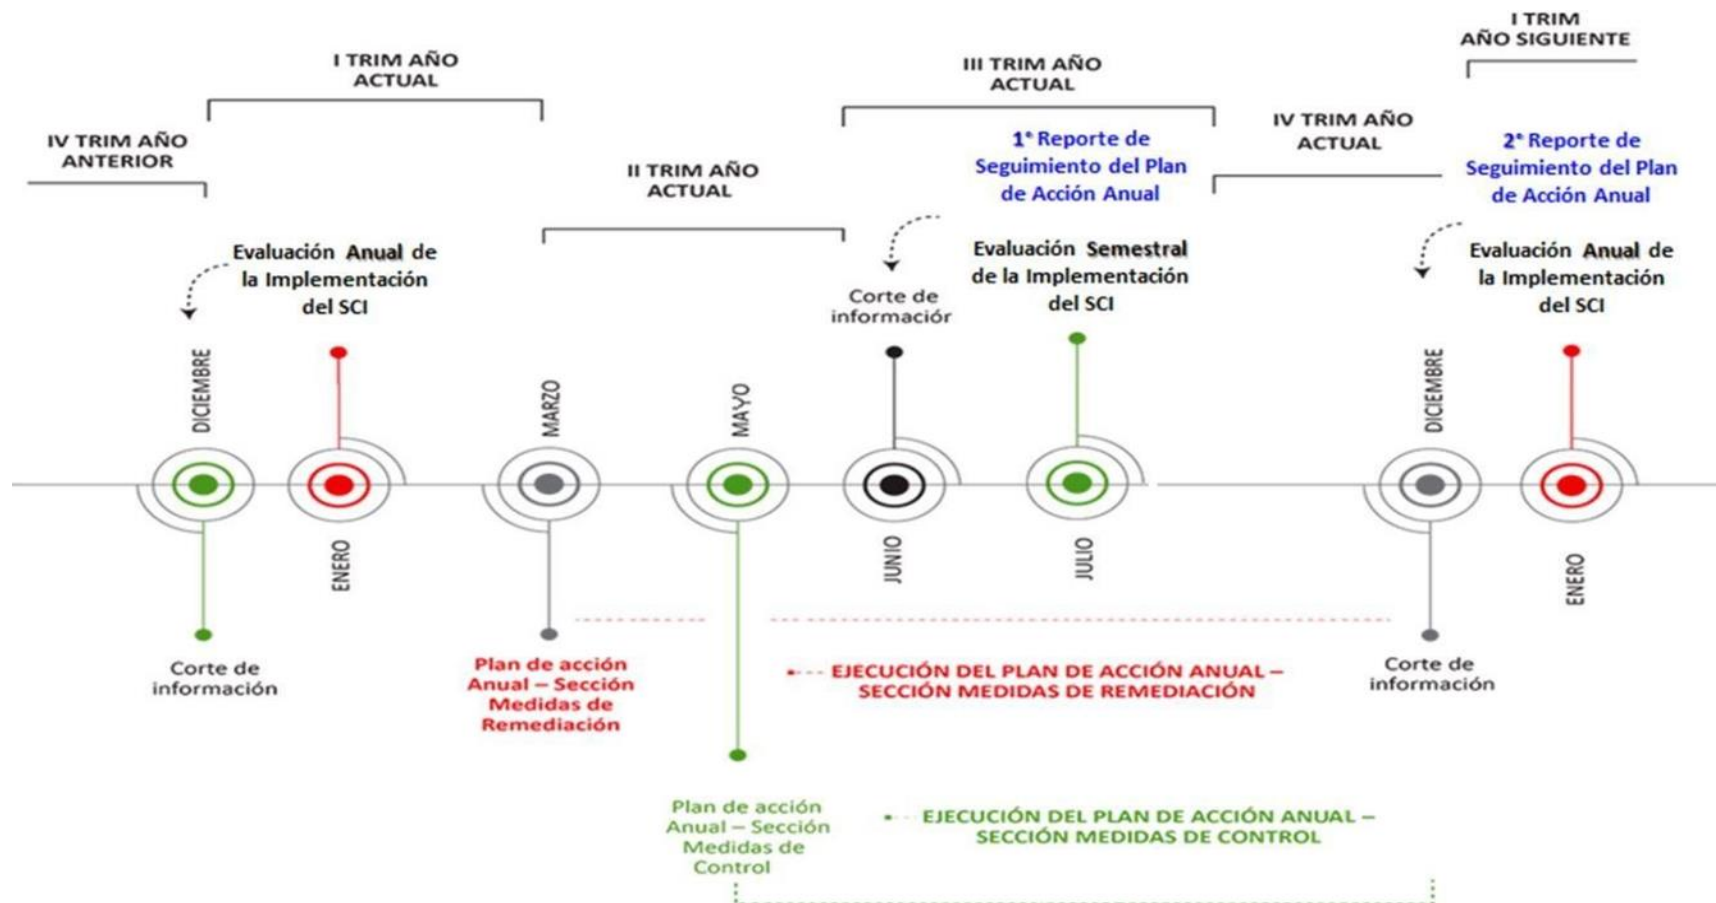 I TRIM
AÑO SIGUIENTE
I TRIM AÑO
ACTUAL
III TRIM AÑO
ACTUAL
IV TRIM AÑO
ANTERIOR
II TRIM AÑO
ACTUAL
IV TRIM AÑO
ACTUAL
1° Reporte de
Seguimiento del Plan
de Acción Anual
2° Reporte de
Seguimiento del Plan
de Acción Anual
Evaluación Anual de
la Implementación
del SCI
Corte de
informaciór
Evaluación Semestral
de la Implementación
del SCI
Evaluación Anual de
la Implementación
del SCI
DICIEMBRE
ENERO
MARZO
MAYO
JUNIO
JULIO
DICIEMBRE
ENERO
Corte de
información
Plan de acción
Anual – Sección
Medidas de
Remediación
EJECUCIÓN DEL PLAN DE ACCIÓN ANUAL –
SECCIÓN MEDIDAS DE REMEDIACIÓN
Corte de
información
Plan de acción
Anual – Sección
Medidas de
Control
EJECUCIÓN DEL PLAN DE ACCIÓN ANUAL –
SECCIÓN MEDIDAS DE CONTROL